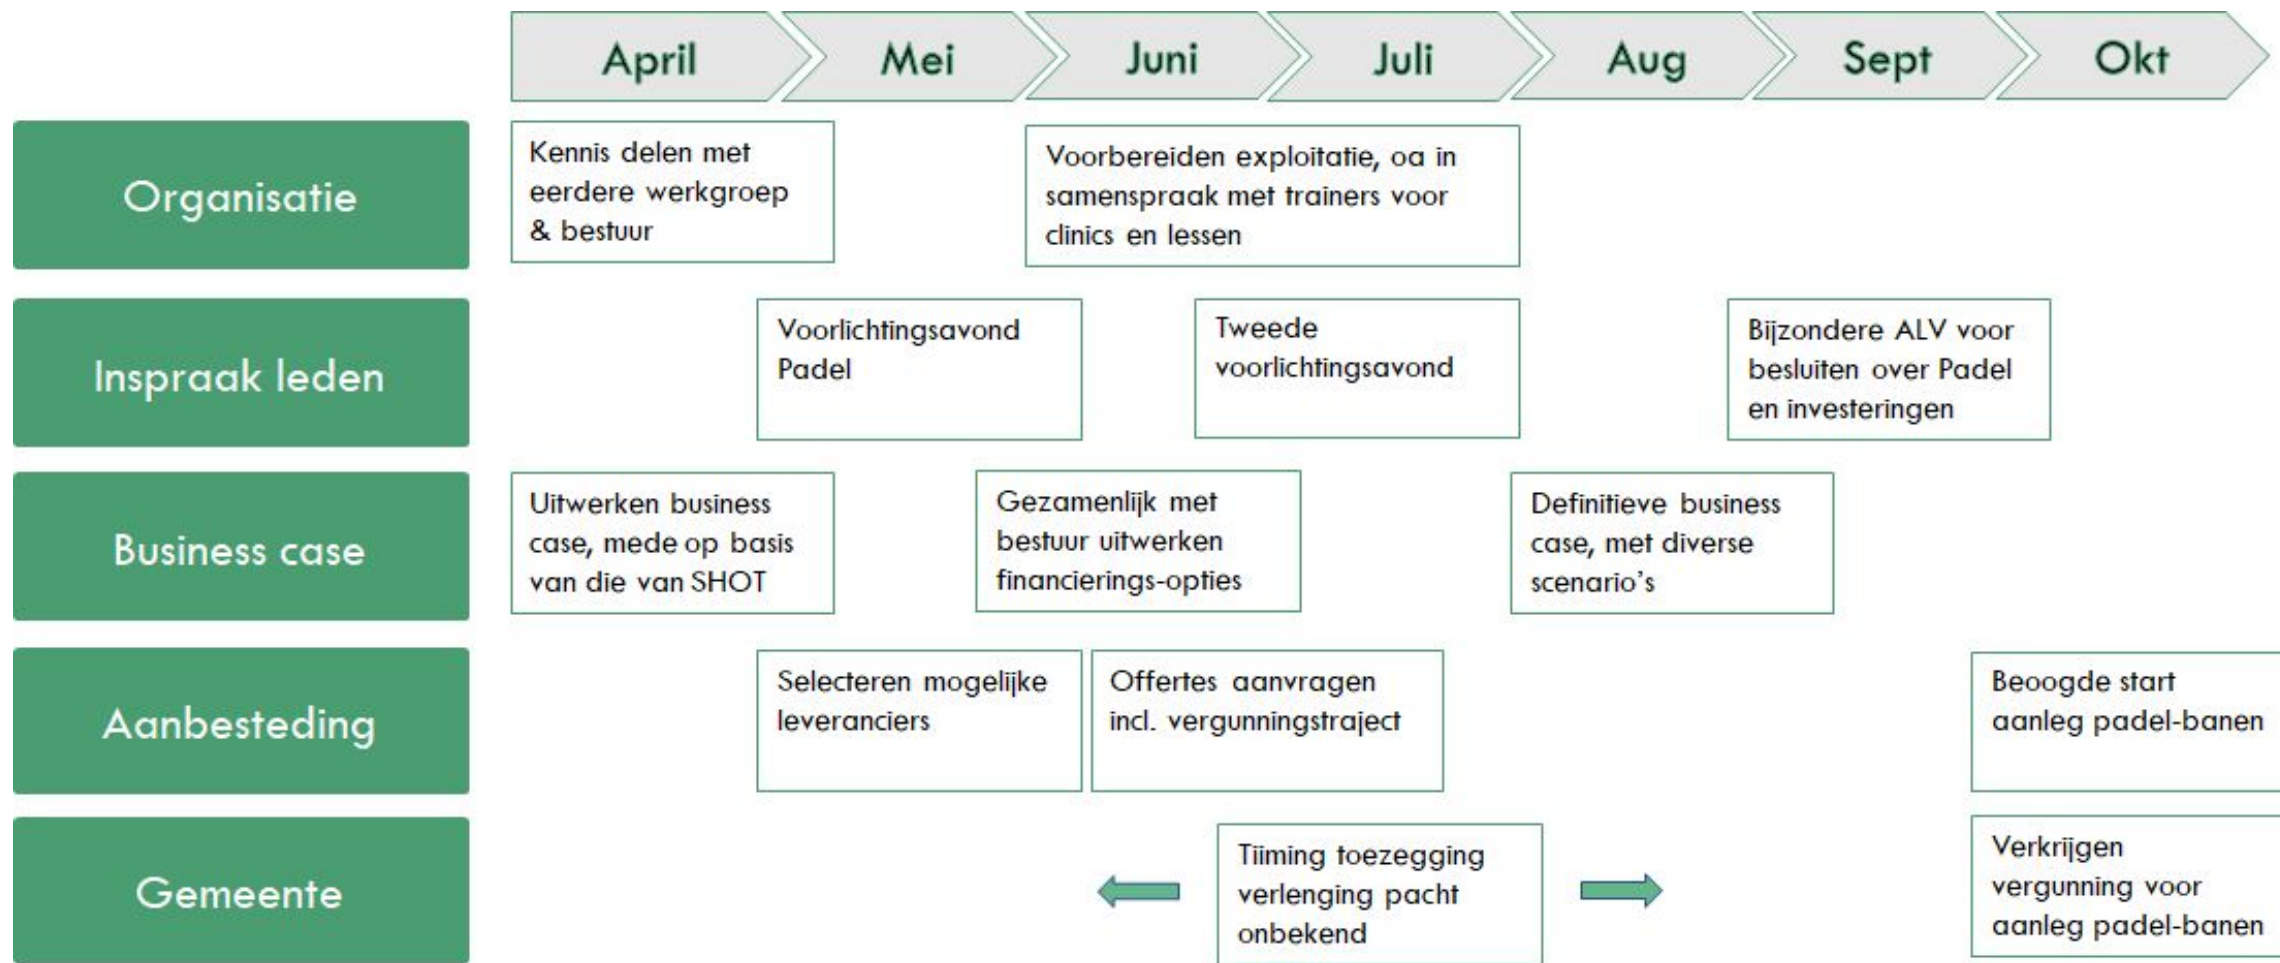 April
Mei
Juni
Juli
Aug
Sept
Okt
Organisatie
Kennis delen met
eerdere werkgroep
& bestuur
Voorbereiden exploitatie, oa in
samenspraak met trainers voor
clinics en lessen
Inspraak leden
Voorlichtingsavond
Padel
Tweede
voorlichtingsavond
Bijzondere ALV voor
besluiten over Padel
en investeringen
Business case
Uitwerken business
case, mede op basis
van die van SHOT
Gezamenlijk met
bestuur uitwerken
financierings-opties
Definitieve business
case, met diverse
scenario's
Aanbesteding
Selecteren mogelijke
leveranciers
Offertes aanvragen
incl. vergunningstraject
Beoogde start
aanleg padel-banen
Gemeente
Tiiming toezegging
verlenging pacht
onbekend
Verkrijgen
vergunning voor
aanleg padel-banen